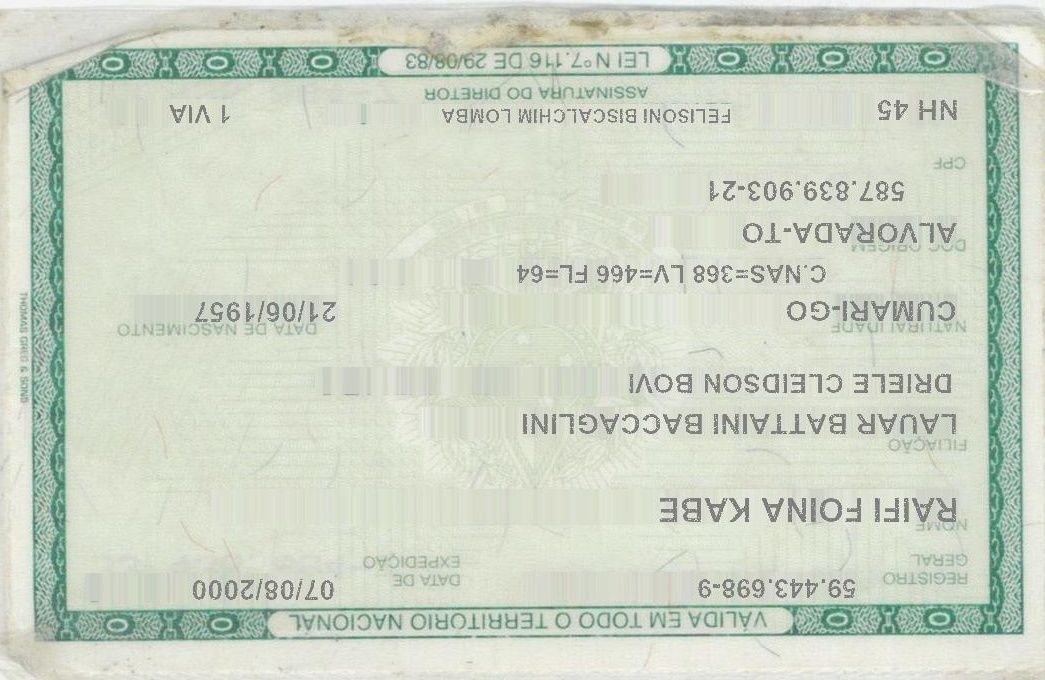 VÁLIDA EM TODO O TERRITÓRIO NACIONAL
REGISTRO GERAL 59.443.698-9 DATA DE EXPEDIÇÃO 07/08/2000
NOME
RAIFI FOINA KABE
FILIAÇÃO
LAUAR BATTAINI BACCAGLINI
DRIELE CLEIDSON BOVI
NATURALIDADE DATA DE NASCIMENTO
CUMARI-GO 21/06/1957
C.NAS=368 LV=466 FL=64
DOC ORIGEM
ALVORADA-TO
587.839.903-21
CPF
NH 45 FELISONI BISCALCHIM LOMBA 1 VIA
ASSINATURA DO DIRETOR
LEI Nº 7.116 DE 29/08/83
THOMAS GREG & SONS